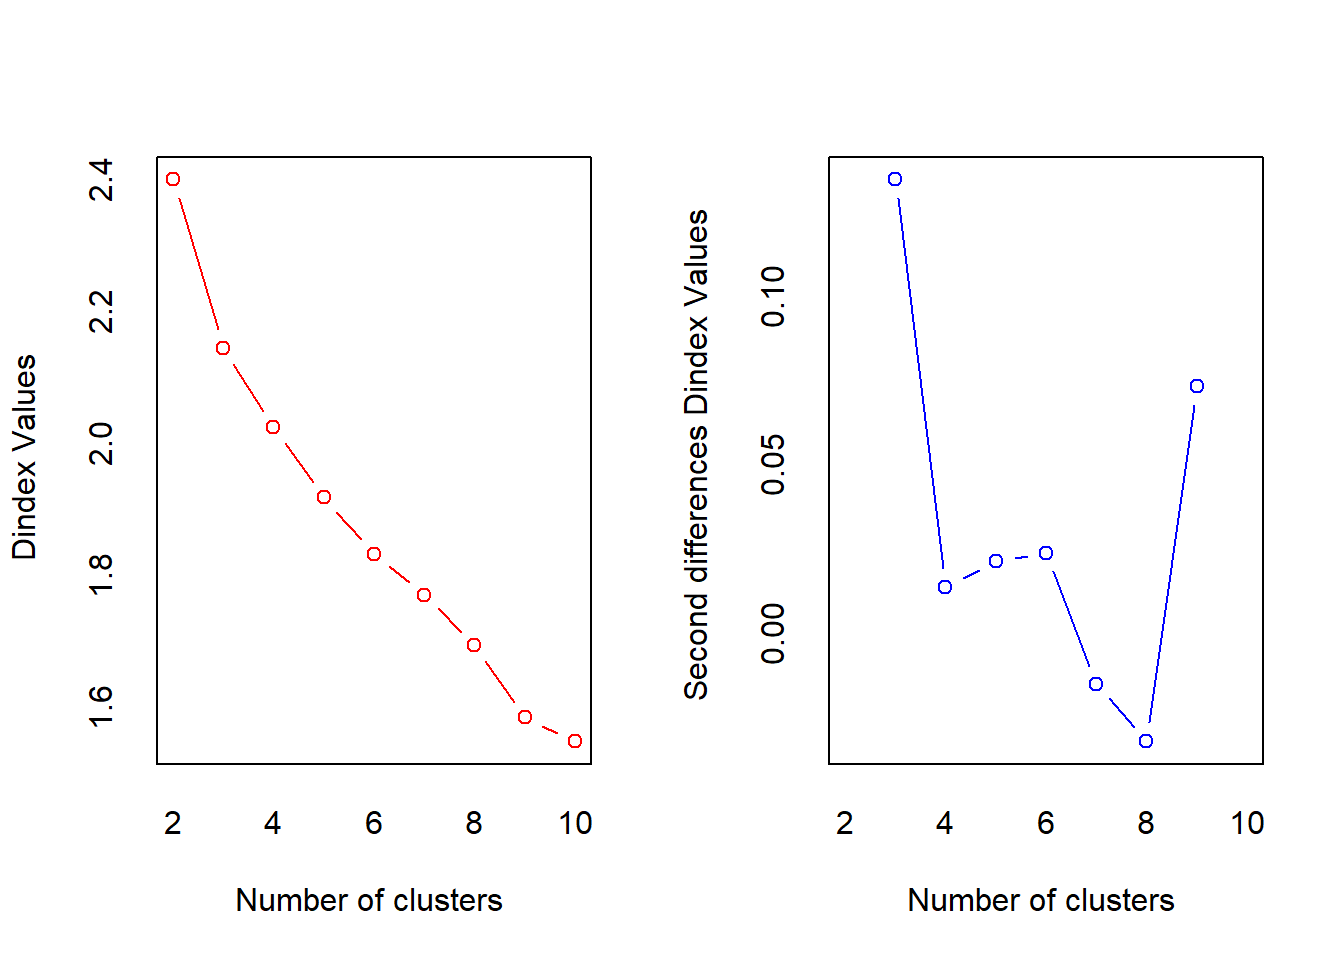 Dindex Values
2.4
2.2
2.0
1.8
1.6
2 4 6 8 10
Number of clusters
Second differences Dindex Values
0.10
0.05
0.00
2 4 6 8 10
Number of clusters